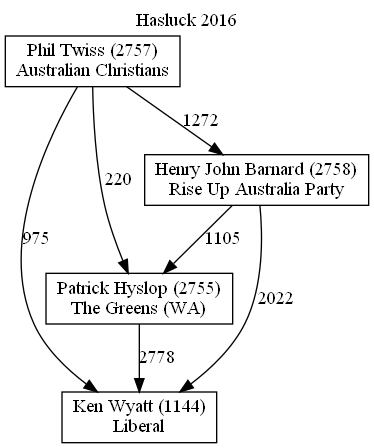 Hasluck 2016
Phil Twiss (2757)
Australian Christians
1272
Henry John Barnard (2758)
Rise Up Australia Party
220
975
1105
Patrick Hyslop (2755)
The Greens (WA)
2022
2778
Ken Wyatt (1144)
Liberal